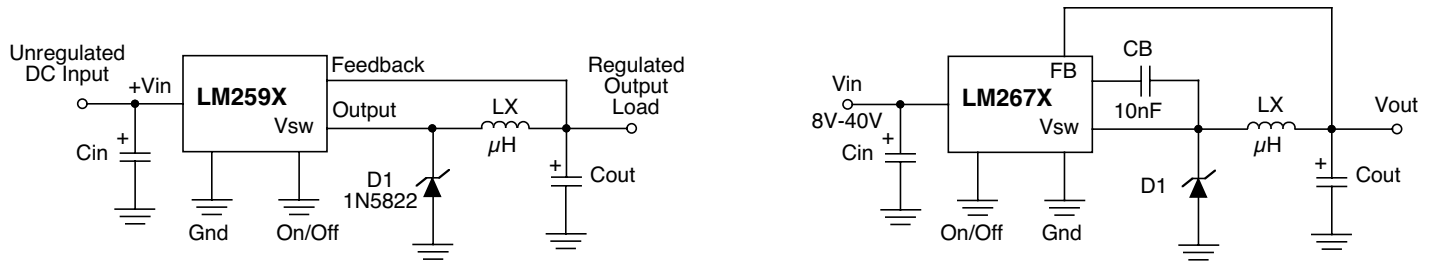 Unregulated
DC Input
+Vin
LM259X
Feedback
Output
Vsw
LX
µH
Regulated
Output
Load
+
Cin
D1
1N5822
+
Cout
Gnd
On/Off
Vin
8V-40V
LM267X
FB
CB
10nF
Vsw
LX
µH
Vout
+
Cin
D1
+
Cout
On/Off
Gnd